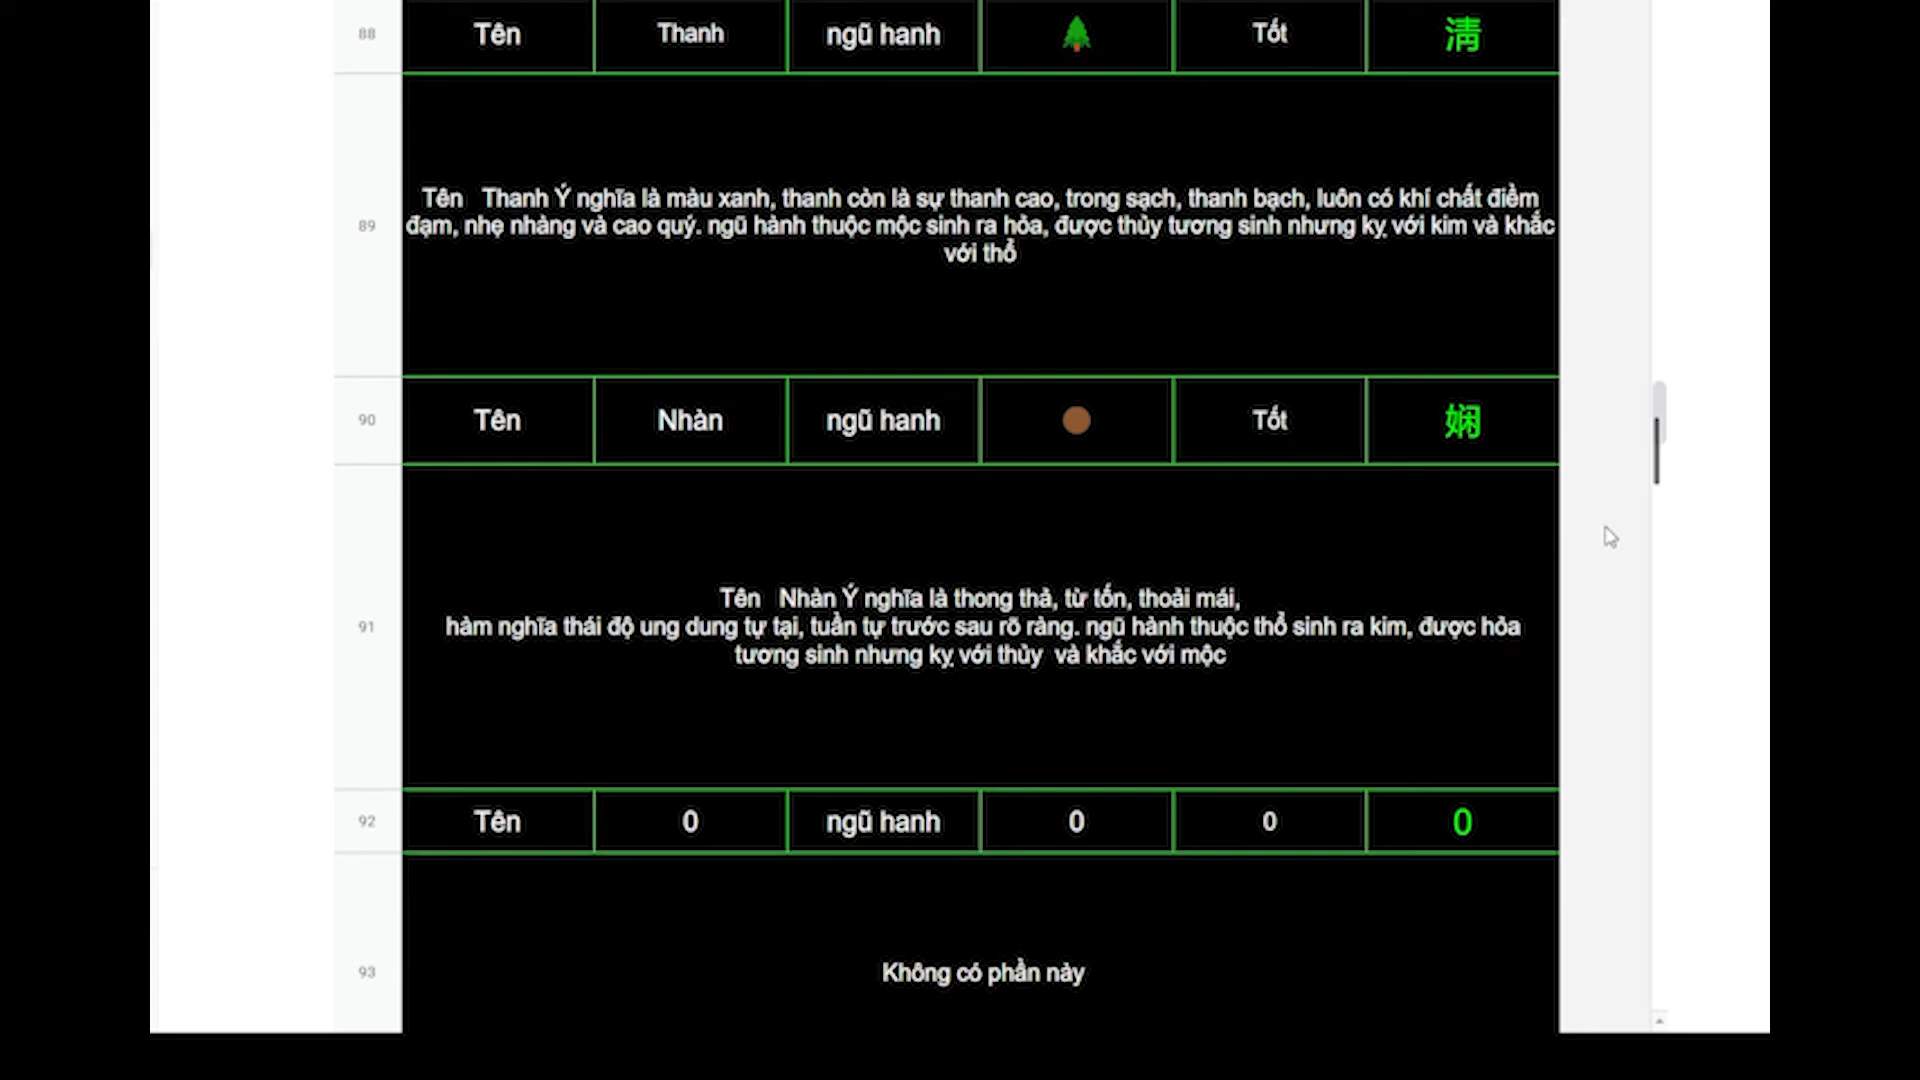 88 Tên Thanh ngũ hanh Tốt 淸
Tên Thanh Ý nghĩa là màu xanh, thanh còn là sự thanh cao, trong sạch, thanh bạch, luôn có khí chất điềm
89 đạm, nhẹ nhàng và cao quý. ngũ hành thuộc mộc sinh ra hỏa, được thủy tương sinh nhưng kỵ với kim và khắc
với thổ
90 Tên Nhàn ngũ hanh Tốt 娴
Tên Nhàn Ý nghĩa là thong thả, từ tốn, thoải mái,
91 hàm nghĩa thái độ ung dung tự tại, tuần tự trước sau rõ ràng. ngũ hành thuộc thổ sinh ra kim, được hỏa
tương sinh nhưng kỵ với thủy và khắc với mộc
92 Tên 0 ngũ hanh 0 0 0
93 Không có phần này